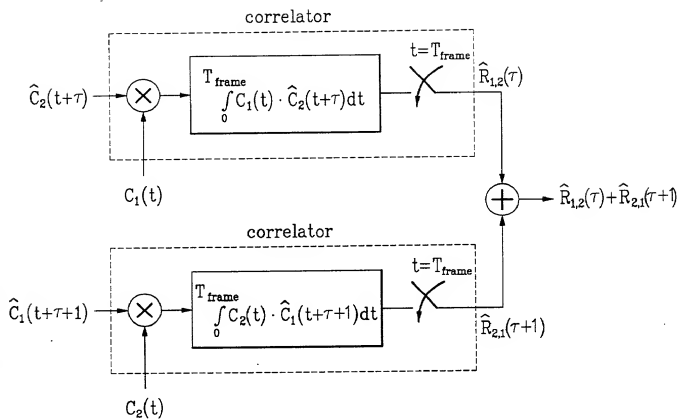 correlator
t=T_frame
R̂_{1,2}(τ)
T_frame
Ĉ₂(t+τ)
∫₀ C₁(t) · Ĉ₂(t+τ)dt
C₁(t)
R̂_{1,2}(τ)+R̂_{2,1}(τ+1)
correlator
t=T_frame
T_frame
Ĉ₁(t+τ+1)
∫₀ C₂(t) · Ĉ₁(t+τ+1)dt
R̂_{2,1}(τ+1)
C₂(t)